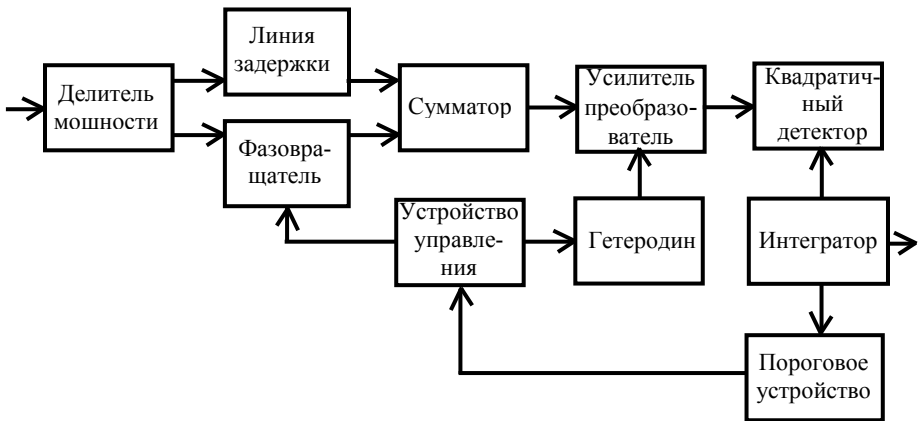 Линия
задержки
Делитель
мошности
Сумматор
Усилитель
преобразо-
ватель
Квадратич-
ный
детектор
Фазовра-
щатель
Устройство
управле-
ния
Гетеродин
Интегратор
Пороговое
устройство